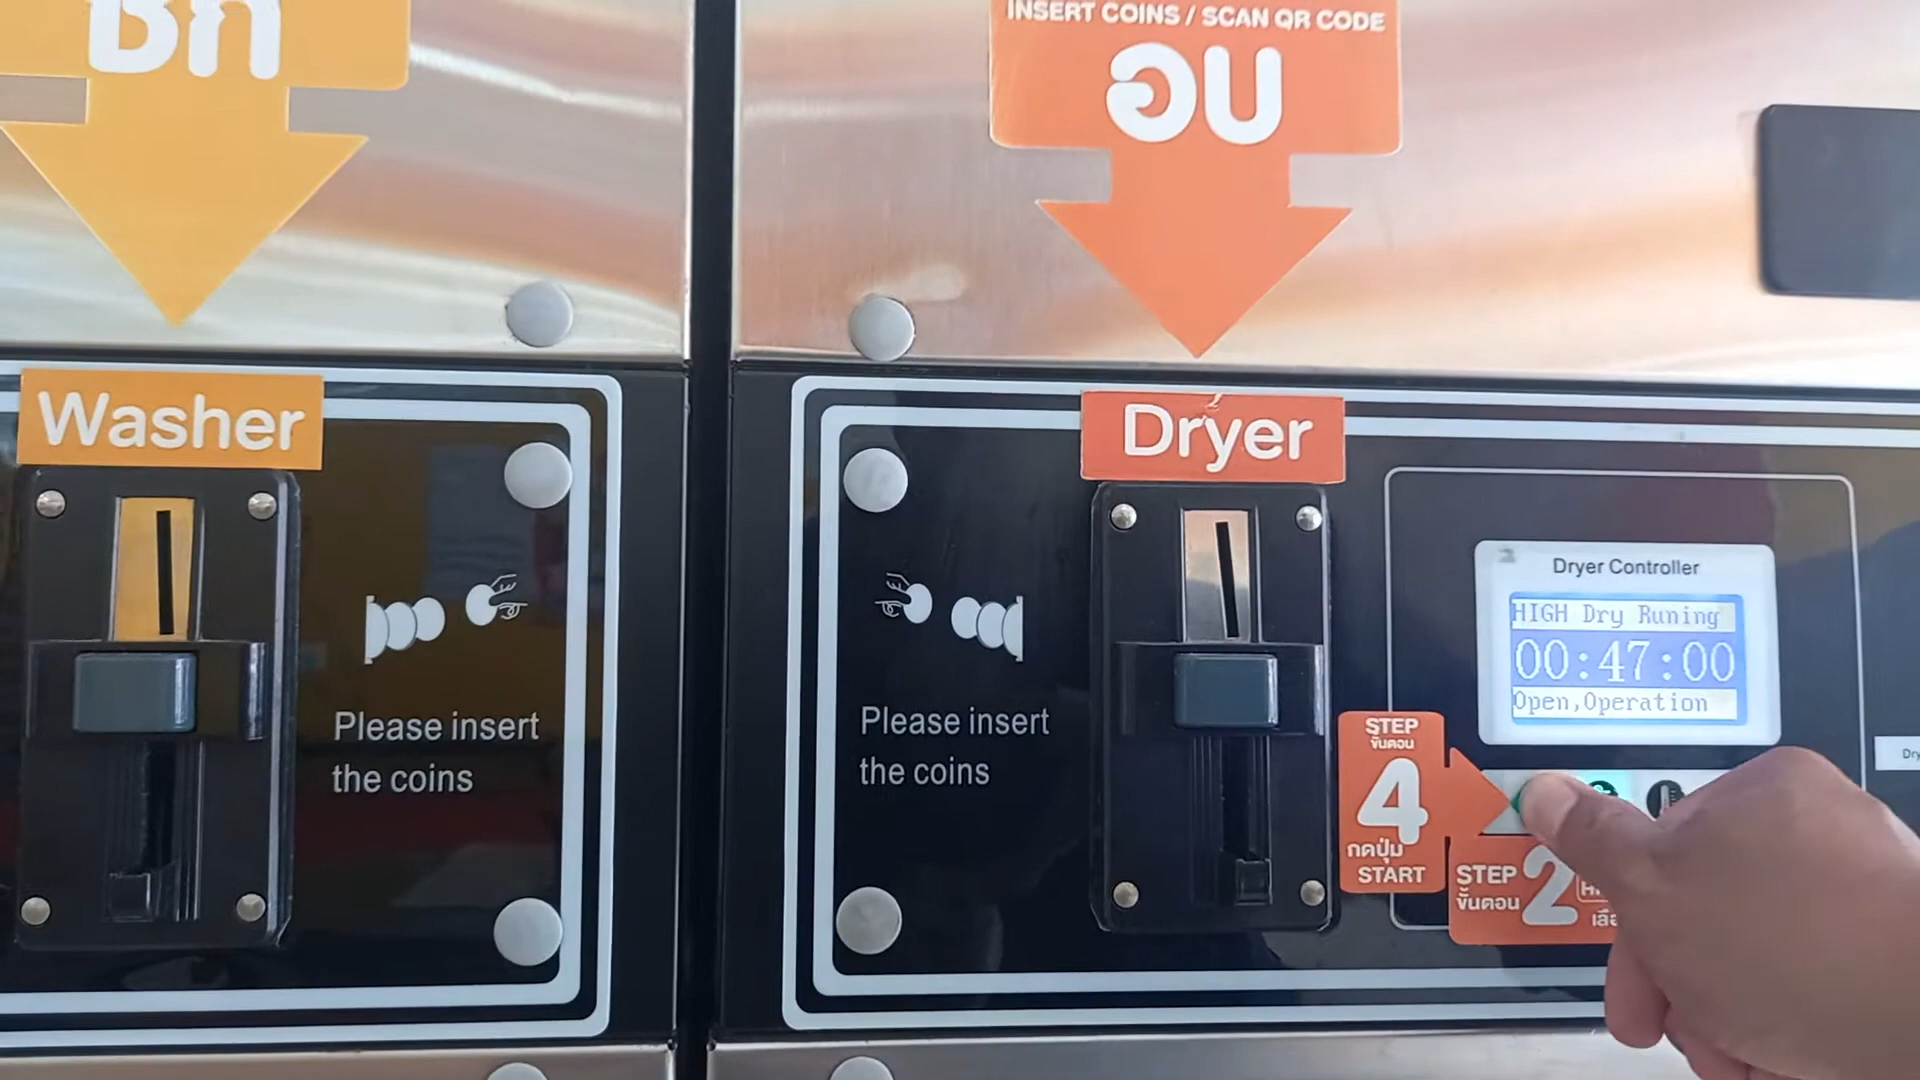 ซัก
INSERT COINS / SCAN QR CODE
อบ
Washer
Please insert
the coins
Dryer
Please insert
the coins
Dryer Controller
HIGH Dry Runing
00:47:00
Open,Operation
STEP
ขั้นตอน
4
กดปุ่ม
START
STEP
ขั้นตอน
2